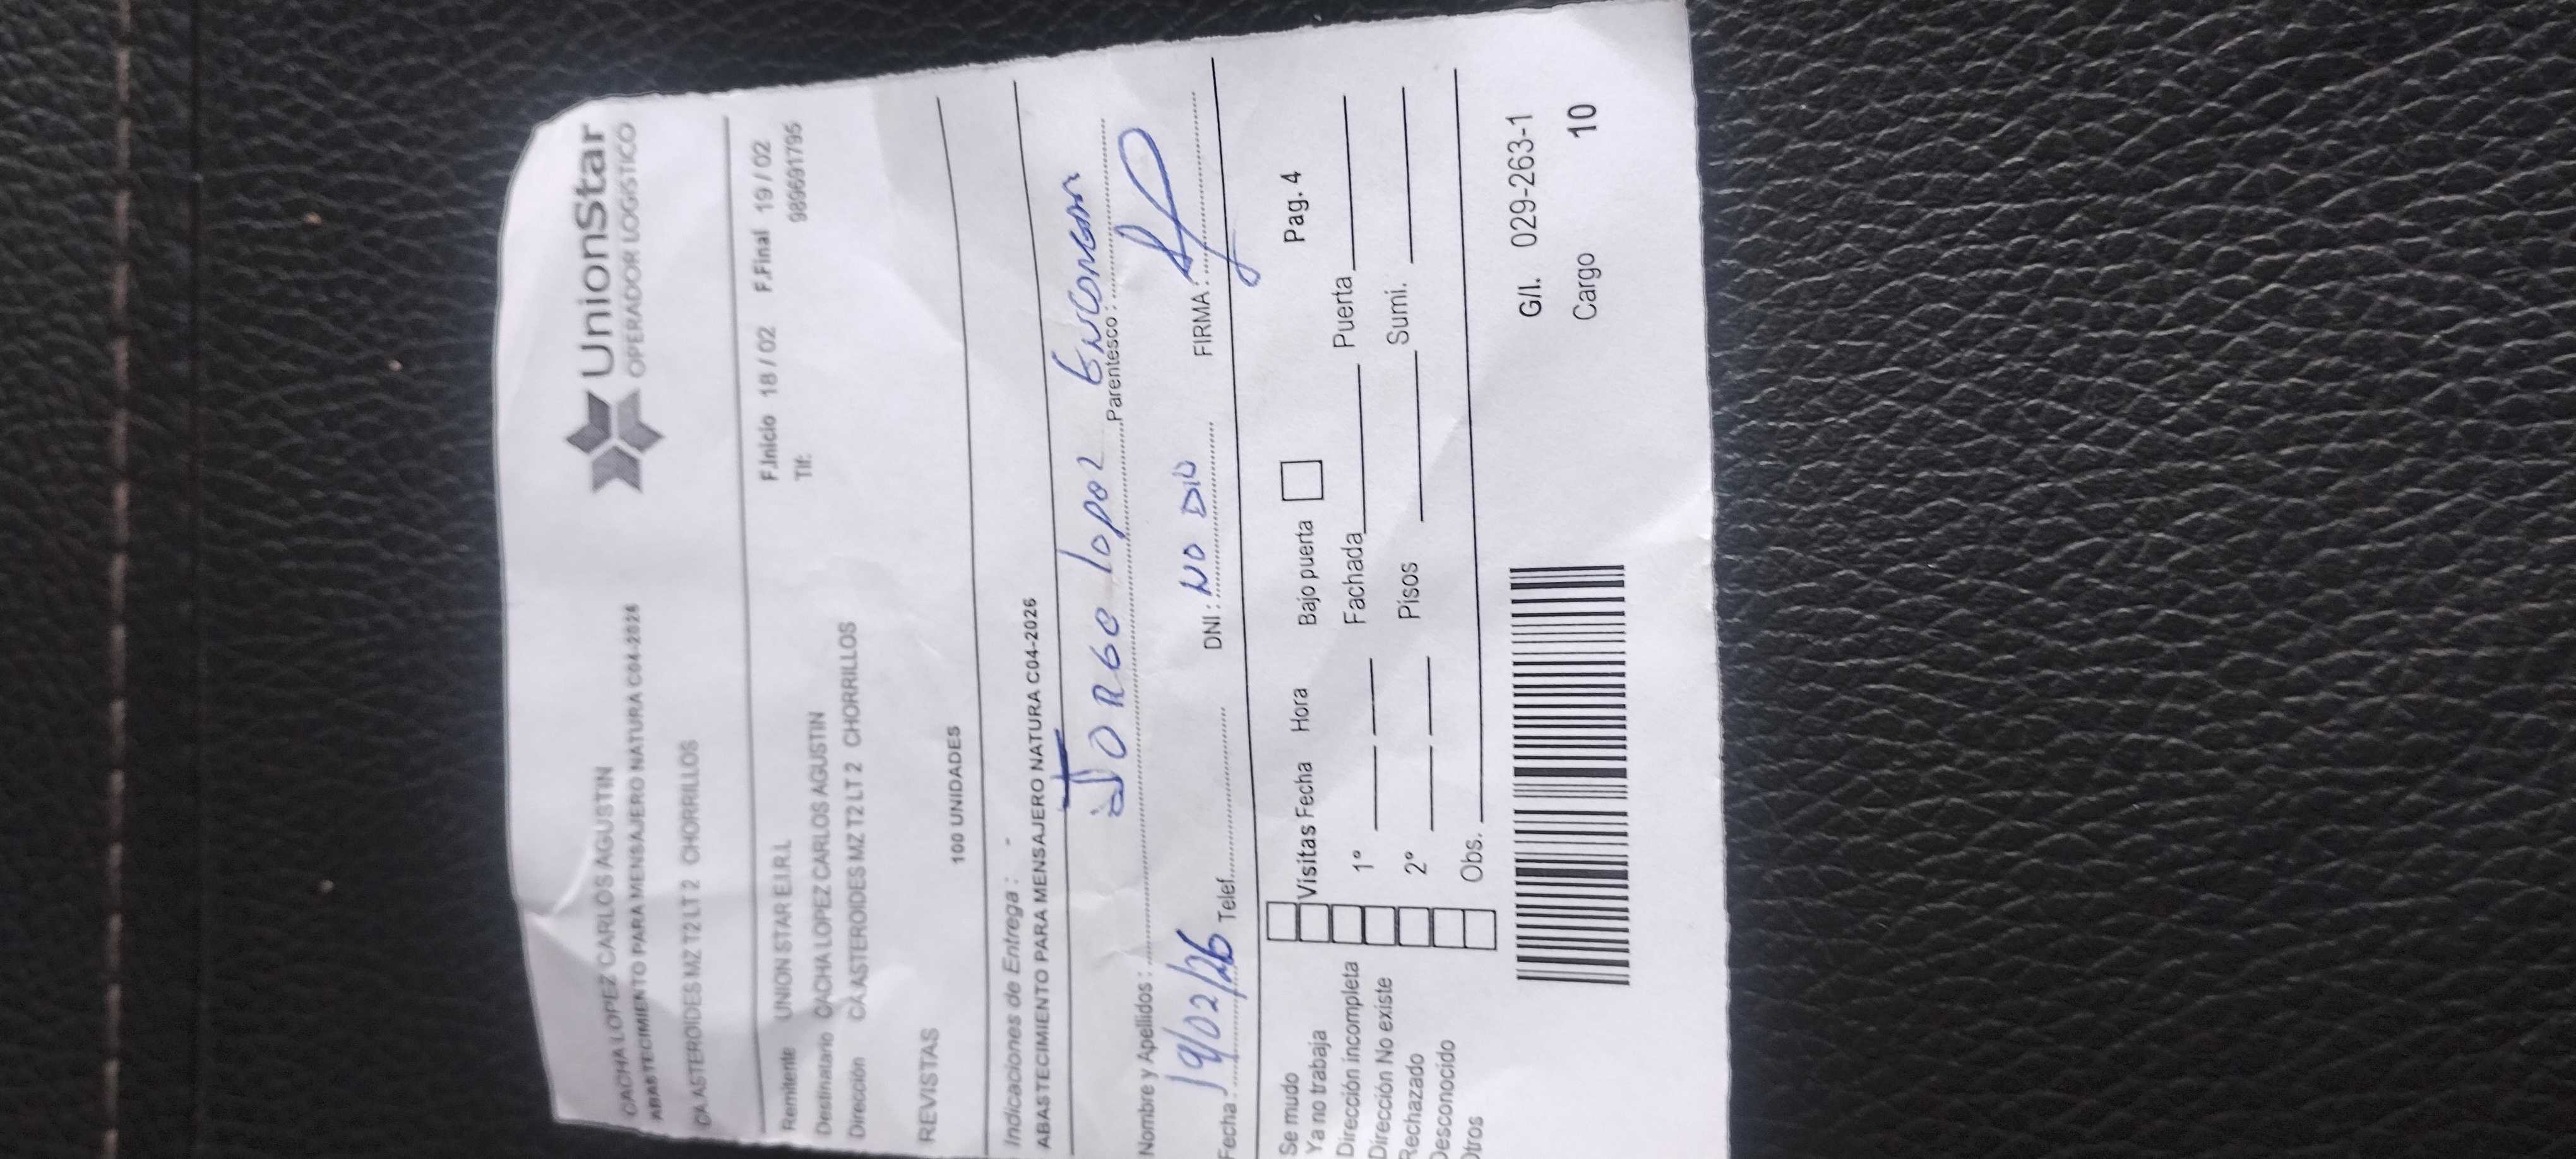 UnionStar
OPERADOR LOGÍSTICO
CACHA LOPEZ CARLOS AGUSTIN
ABASTECIMIENTO PARA MENSAJERO NATURA C04-2026
CA ASTEROIDES MZ T2 LT 2 CHORRILLOS
F.Inicio 18 / 02 F.Final 19 / 02
Tlf: 989691795
Remitente UNION STAR E.I.R.L
Destinatario CACHA LOPEZ CARLOS AGUSTIN
Dirección CA ASTEROIDES MZ T2 LT 2 CHORRILLOS
REVISTAS
100 UNIDADES
Indicaciones de Entrega : -
ABASTECIMIENTO PARA MENSAJERO NATURA C04-2026
Nombre y Apellidos : Jorge lopez Parentesco :
Fecha : 19/02/26 Telef. DNI : NO DIO FIRMA :
Se mudo
Ya no trabaja Visitas Fecha Hora Bajo puerta Pag. 4
Dirección incompleta 1° Fachada Puerta
Dirección No existe
Rechazado 2° Pisos Sumi.
Desconocido
Otros Obs.
G/I. 029-263-1
Cargo 10